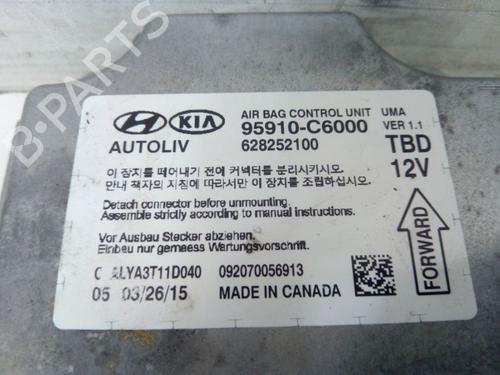 B-PARTS
HYUNDAI KIA AIR BAG CONTROL UNIT UMA
95910-C6000 VER 1.1
AUTOLIV 628252100 TBD
12V
이 장치를 떼어내기 전에 커넥터를 분리시키시오.
안내 책자의 지침에 따라서만 이 장치를 조립하십시오.
Detach connector before unmounting.
Assemble strictly according to manual instructions.
Vor Ausbau Stecker abziehen.
Einbau nur genaess Wartungsvorschrift.
FORWARD
ALYA3T11D040 092070056913
05 03/26/15 MADE IN CANADA